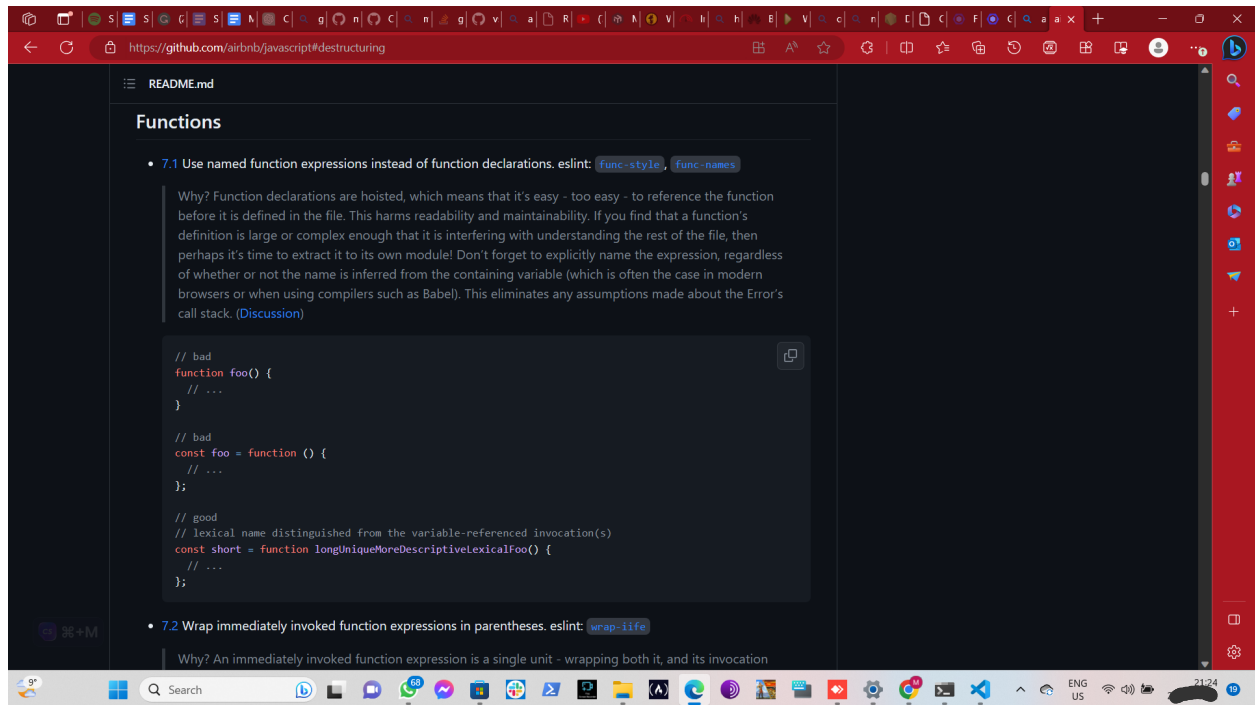 https://github.com/airbnb/javascript#destructuring
README.md
Functions
7.1 Use named function expressions instead of function declarations. eslint: func-style, func-names
Why? Function declarations are hoisted, which means that it's easy - too easy - to reference the function
before it is defined in the file. This harms readability and maintainability. If you find that a function's
definition is large or complex enough that it is interfering with understanding the rest of the file, then
perhaps it's time to extract it to its own module! Don't forget to explicitly name the expression, regardless
of whether or not the name is inferred from the containing variable (which is often the case in modern
browsers or when using compilers such as Babel). This eliminates any assumptions made about the Error's
call stack. (Discussion)
// bad
function foo() {
  // ...
}
// bad
const foo = function () {
  // ...
};
// good
// lexical name distinguished from the variable-referenced invocation(s)
const short = function longUniqueMoreDescriptiveLexicalFoo() {
  // ...
};
⌘+M
7.2 Wrap immediately invoked function expressions in parentheses. eslint: wrap-iife
Why? An immediately invoked function expression is a single unit - wrapping both it, and its invocation
9°
Search
68
ENG
US
21:24
19